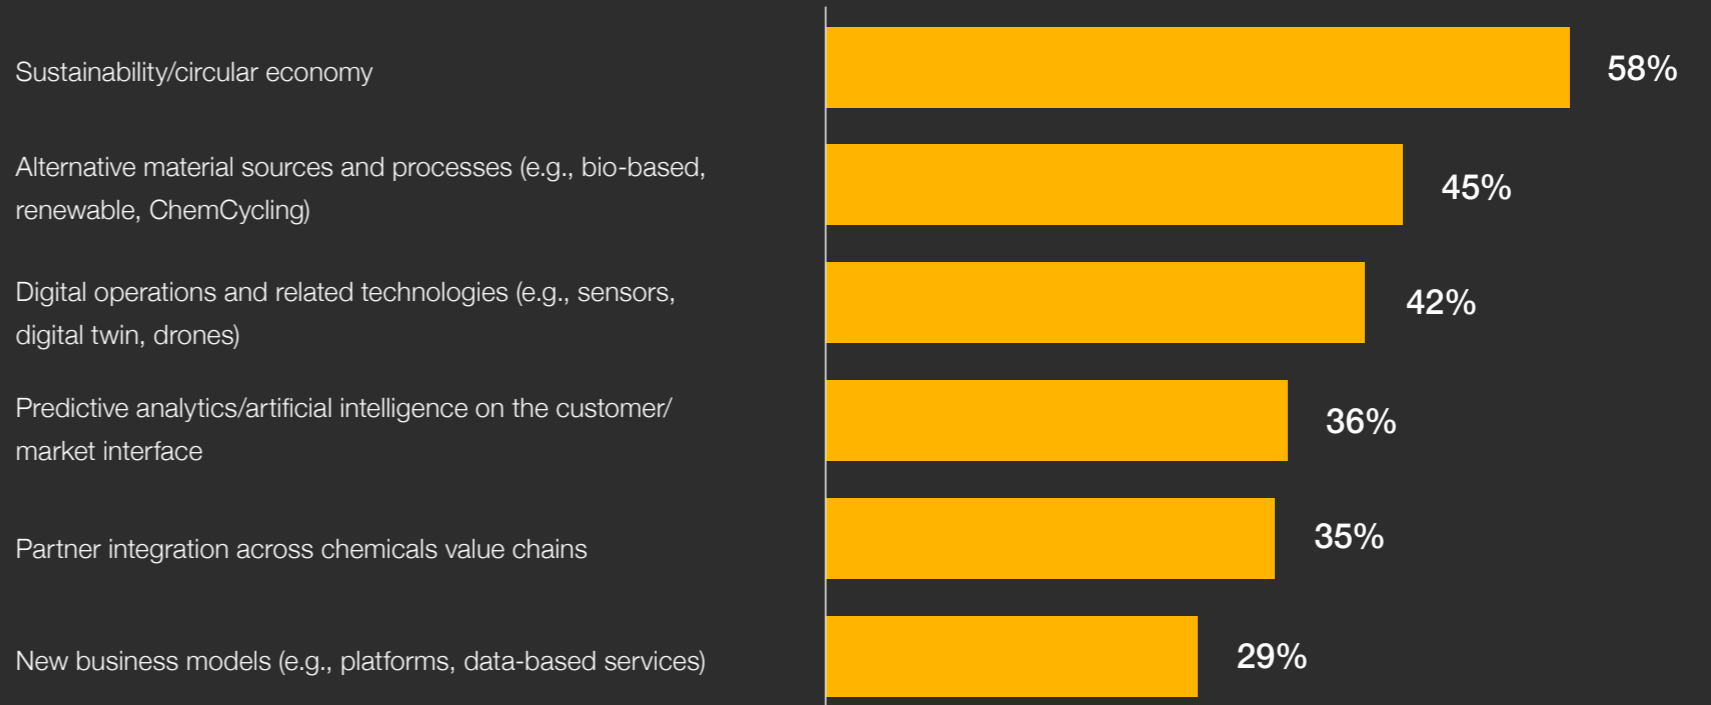 Sustainability/circular economy
58%
Alternative material sources and processes (e.g., bio-based,
renewable, ChemCycling)
45%
Digital operations and related technologies (e.g., sensors,
digital twin, drones)
42%
Predictive analytics/artificial intelligence on the customer/
market interface
36%
Partner integration across chemicals value chains
35%
New business models (e.g., platforms, data-based services)
29%